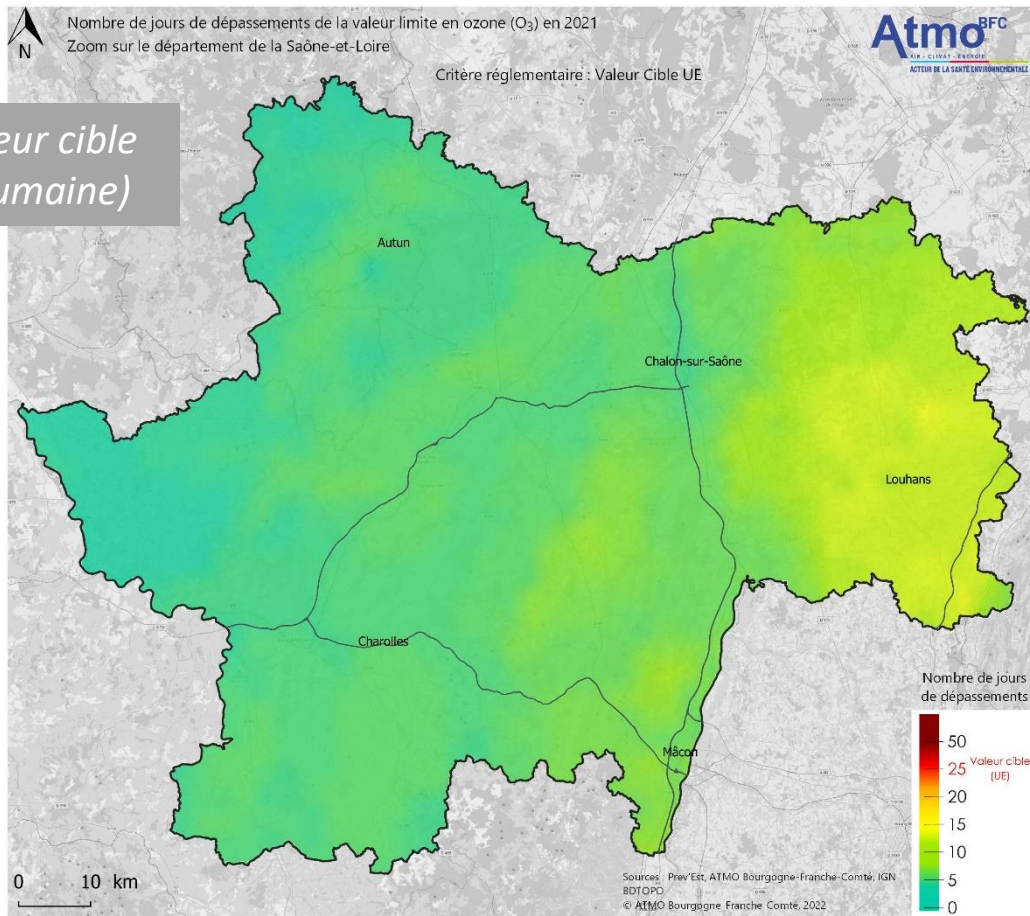 N
Nombre de jours de dépassements de la valeur limite en ozone (O₃) en 2021
Zoom sur le département de la Saône-et-Loire
Critère réglementaire : Valeur Cible UE
Atmo BFC
AIR - CLIMAT - ÉNERGIE
ACTEUR DE LA SANTÉ ENVIRONNEMENTALE
eur cible
umaine)
Autun
Chalon-sur-Saône
Louhans
Charolles
Mâcon
Nombre de jours
de dépassements
50
25 Valeur cible
(UE)
20
15
10
5
0
0 10 km
Sources : Prev'Est, ATMO Bourgogne-Franche-Comté, IGN
BDTOPO
© ATMO Bourgogne Franche Comté, 2022